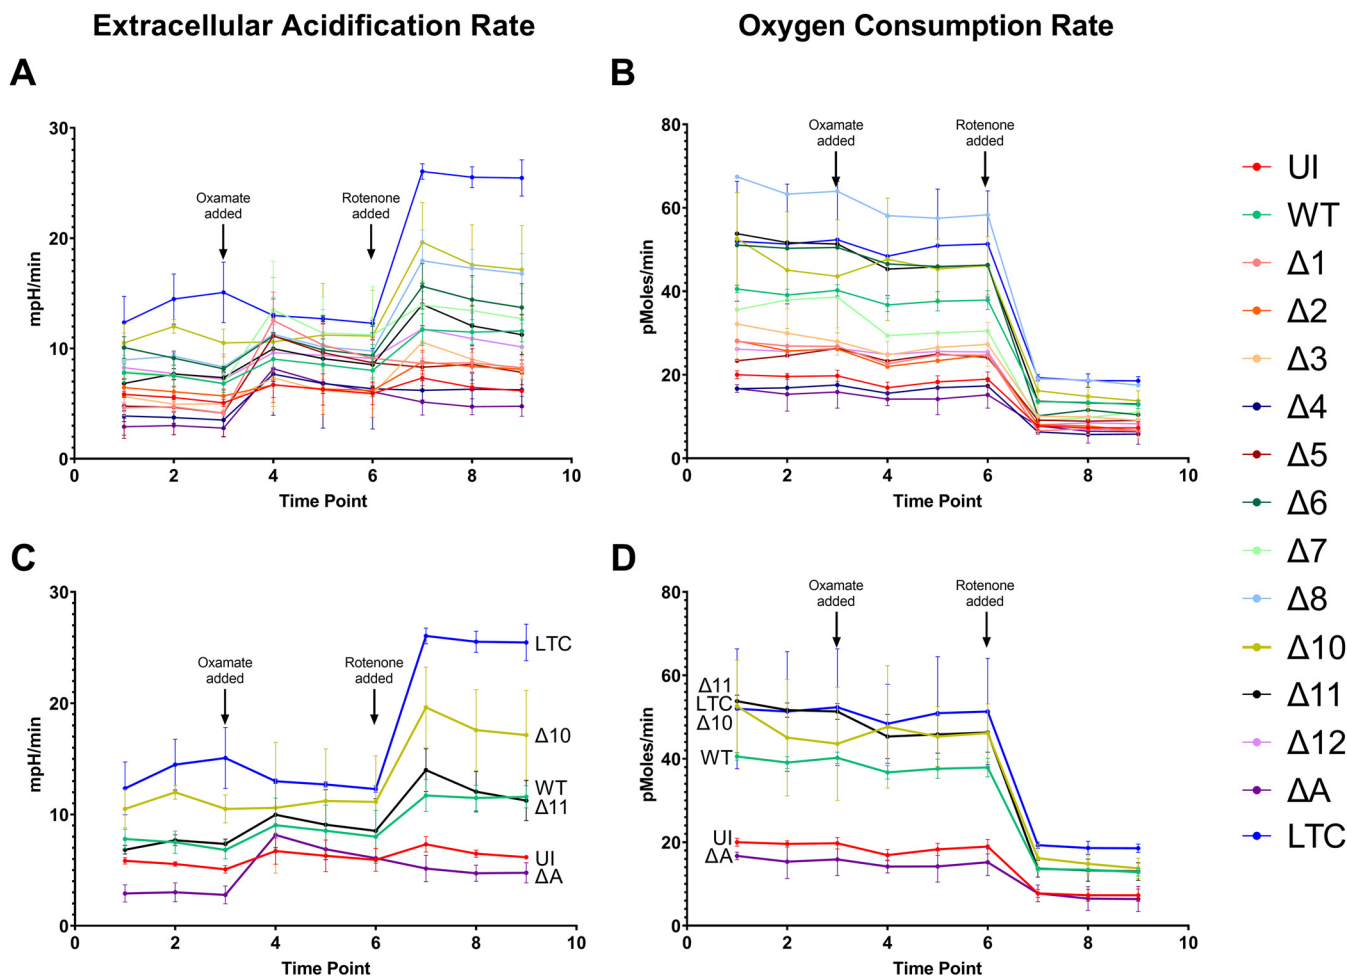 Extracellular Acidification Rate
Oxygen Consumption Rate
A
30
20
10
0
0 2 4 6 8 10
mpH/min
Time Point
Oxamate
added
Rotenone
added
B
80
60
40
20
0
0 2 4 6 8 10
pMoles/min
Time Point
Oxamate
added
Rotenone
added
C
30
20
10
0
0 2 4 6 8 10
mpH/min
Time Point
Oxamate
added
Rotenone
added
LTC
Δ10
WT
Δ11
UI
ΔA
D
80
60
40
20
0
0 2 4 6 8 10
pMoles/min
Time Point
Oxamate
added
Rotenone
added
Δ11
LTC
Δ10
WT
UI
ΔA
UI
WT
Δ1
Δ2
Δ3
Δ4
Δ5
Δ6
Δ7
Δ8
Δ10
Δ11
Δ12
ΔA
LTC